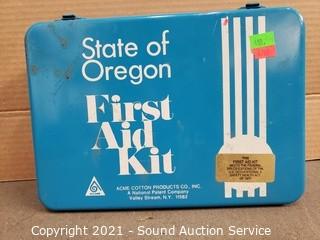 State of
Oregon
First
Aid
Kit
ACME COTTON PRODUCTS CO., INC.
A National Patent Company
Valley Stream, N.Y. 11582
THE
FIRST AID KIT
Copyright 2021 - Sound Auction Service